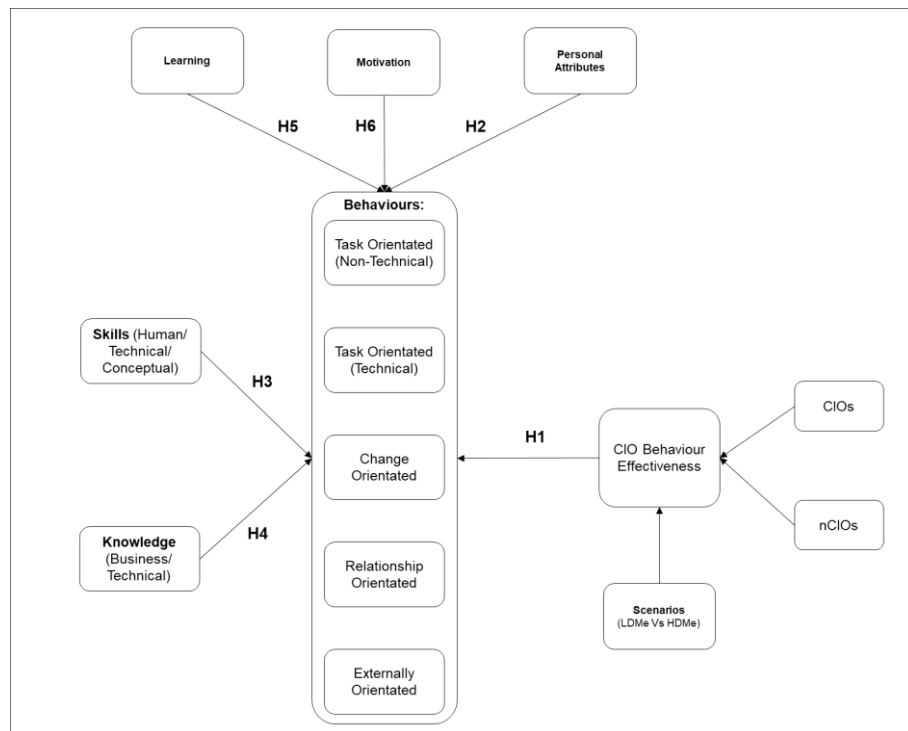 Learning
Motivation
Personal
Attributes
H5
H6
H2
Behaviours:
Task Orientated
(Non-Technical)
Task Orientated
(Technical)
Change
Orientated
Relationship
Orientated
Externally
Orientated
Skills (Human/
Technical/
Conceptual)
H3
Knowledge
(Business/
Technical)
H4
H1
CIO Behaviour
Effectiveness
CIOs
nCIOs
Scenarios
(LDMe Vs HDMe)